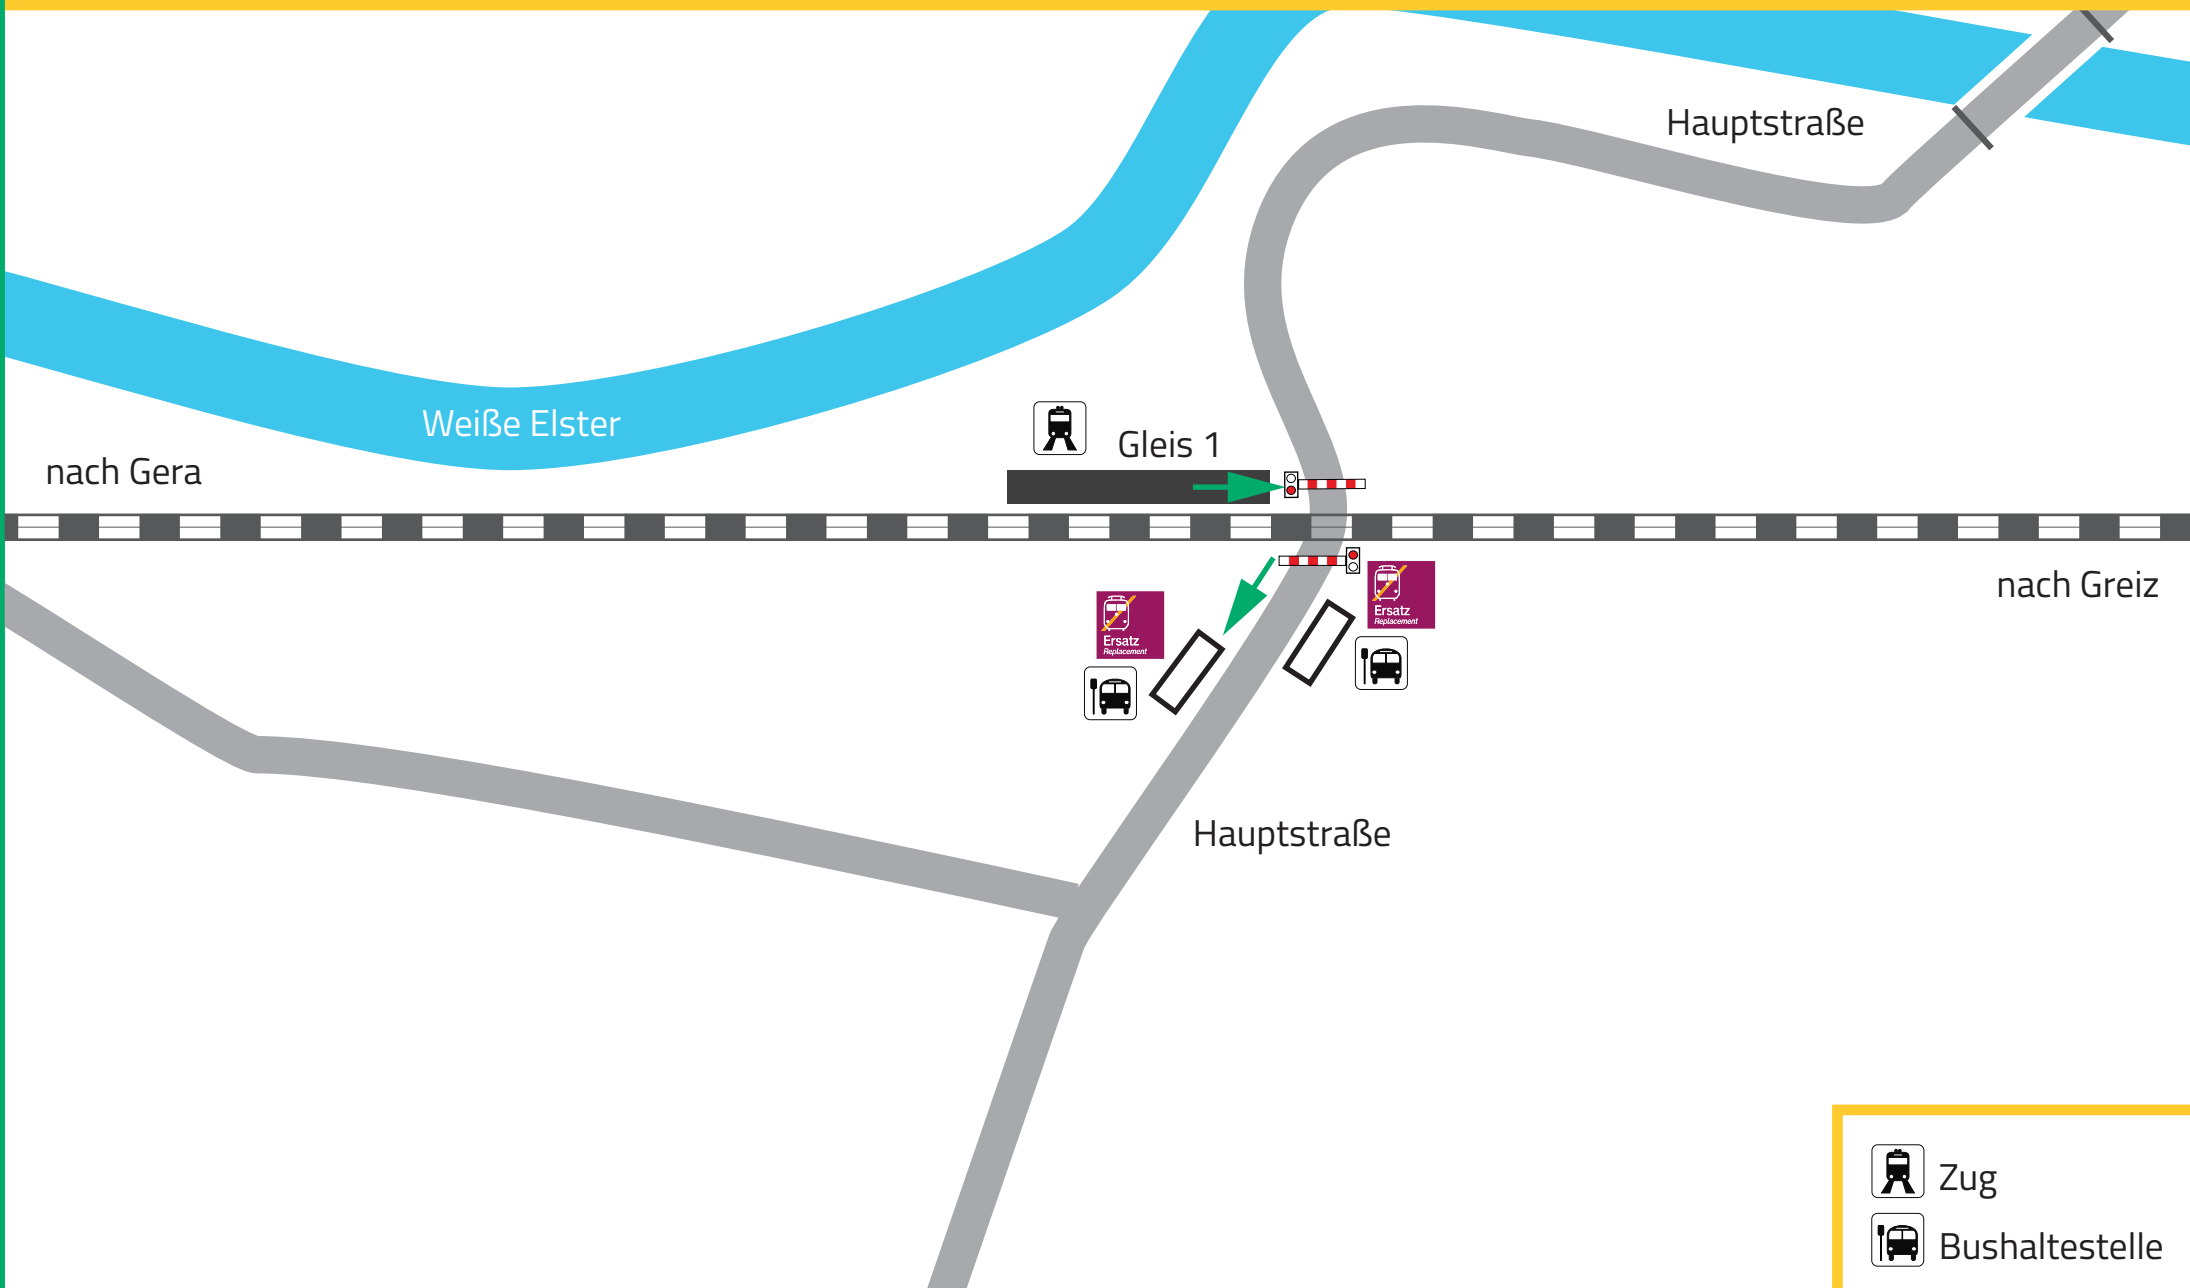 Hauptstraße
Weiße Elster
Gleis 1
nach Gera
nach Greiz
Ersatz
Replacement
Ersatz
Replacement
Hauptstraße
Zug
Bushaltestelle